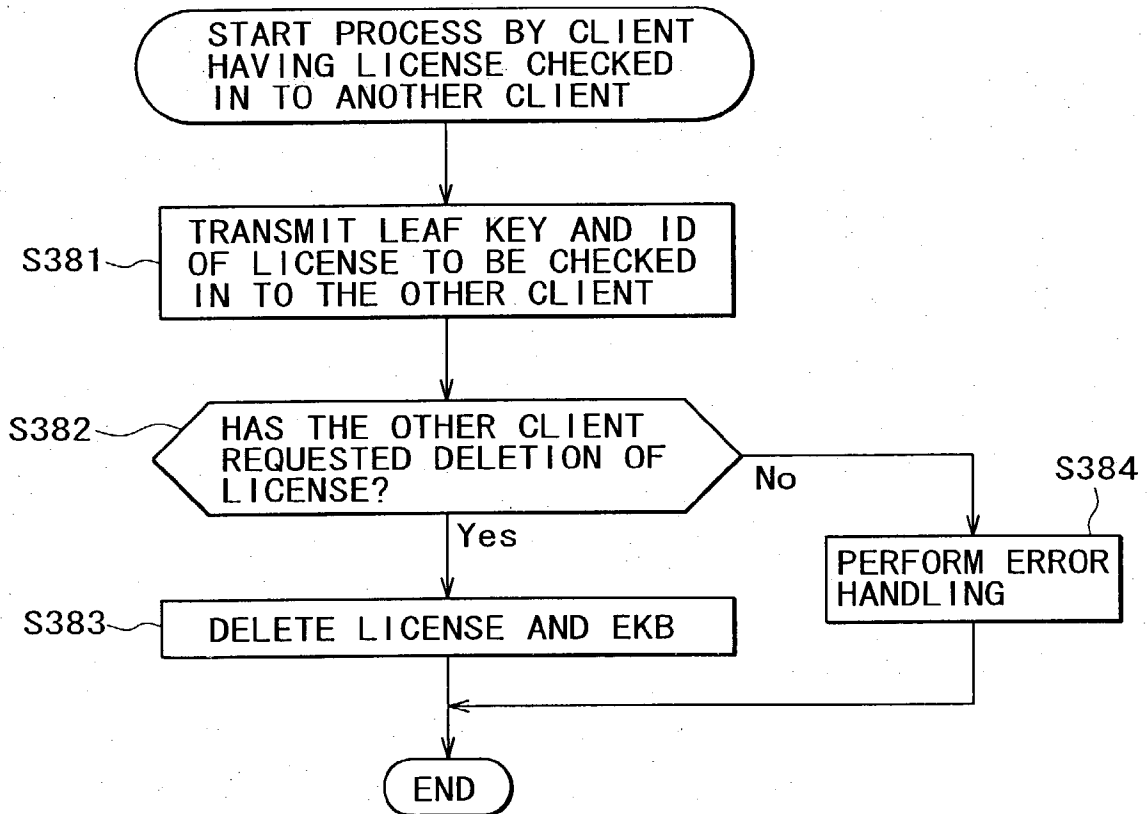 START PROCESS BY CLIENT
HAVING LICENSE CHECKED
IN TO ANOTHER CLIENT
S381
TRANSMIT LEAF KEY AND ID
OF LICENSE TO BE CHECKED
IN TO THE OTHER CLIENT
S382
HAS THE OTHER CLIENT
REQUESTED DELETION OF
LICENSE?
No
S384
Yes
PERFORM ERROR
HANDLING
S383
DELETE LICENSE AND EKB
END